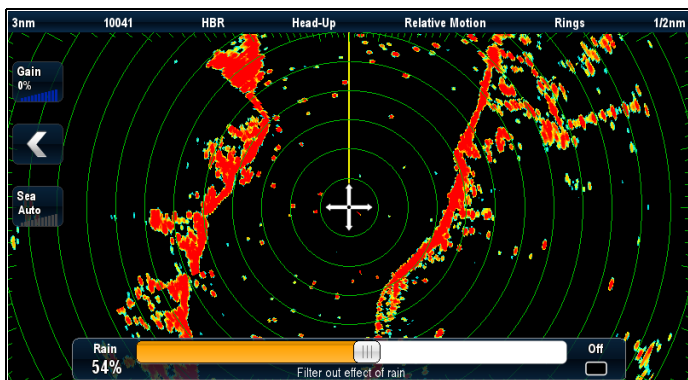 3nm 10041 HBR Head-Up Relative Motion Rings 1/2nm
Gain
0%
Sea
Auto
Rain Off
54% Filter out effect of rain